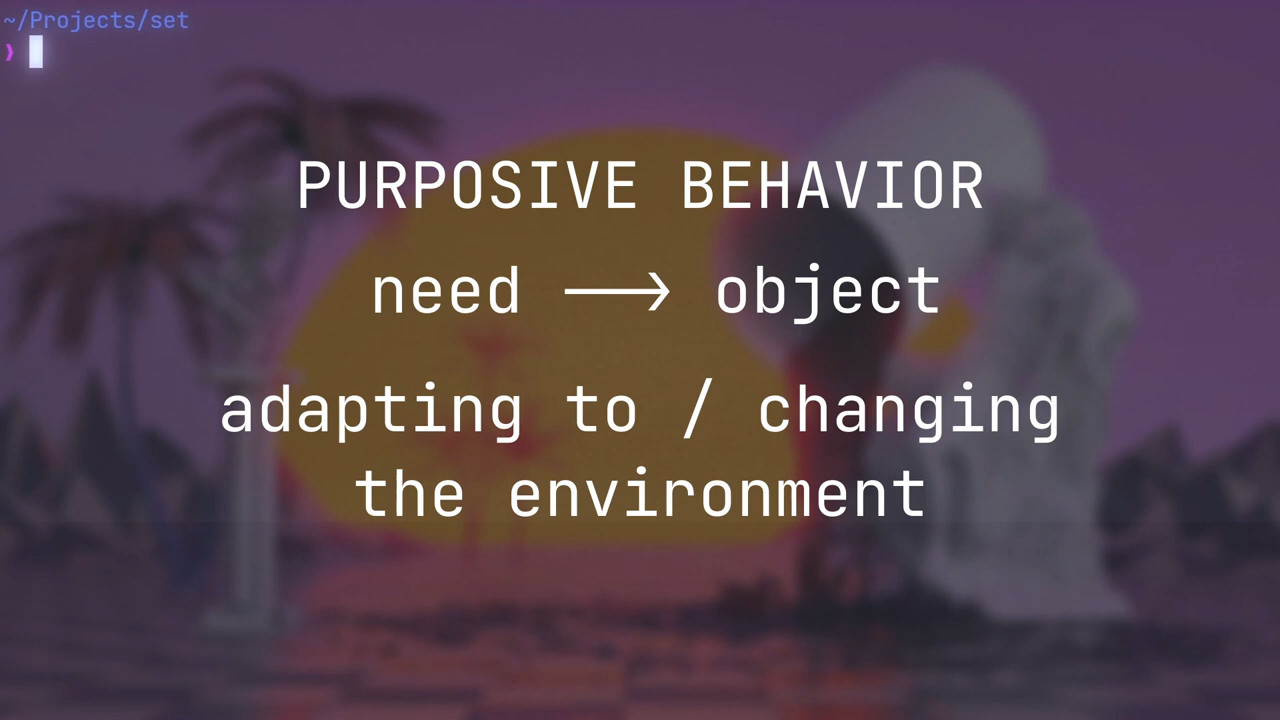 ~/Projects/set
❯
PURPOSIVE BEHAVIOR
need ⟶ object
adapting to / changing
the environment